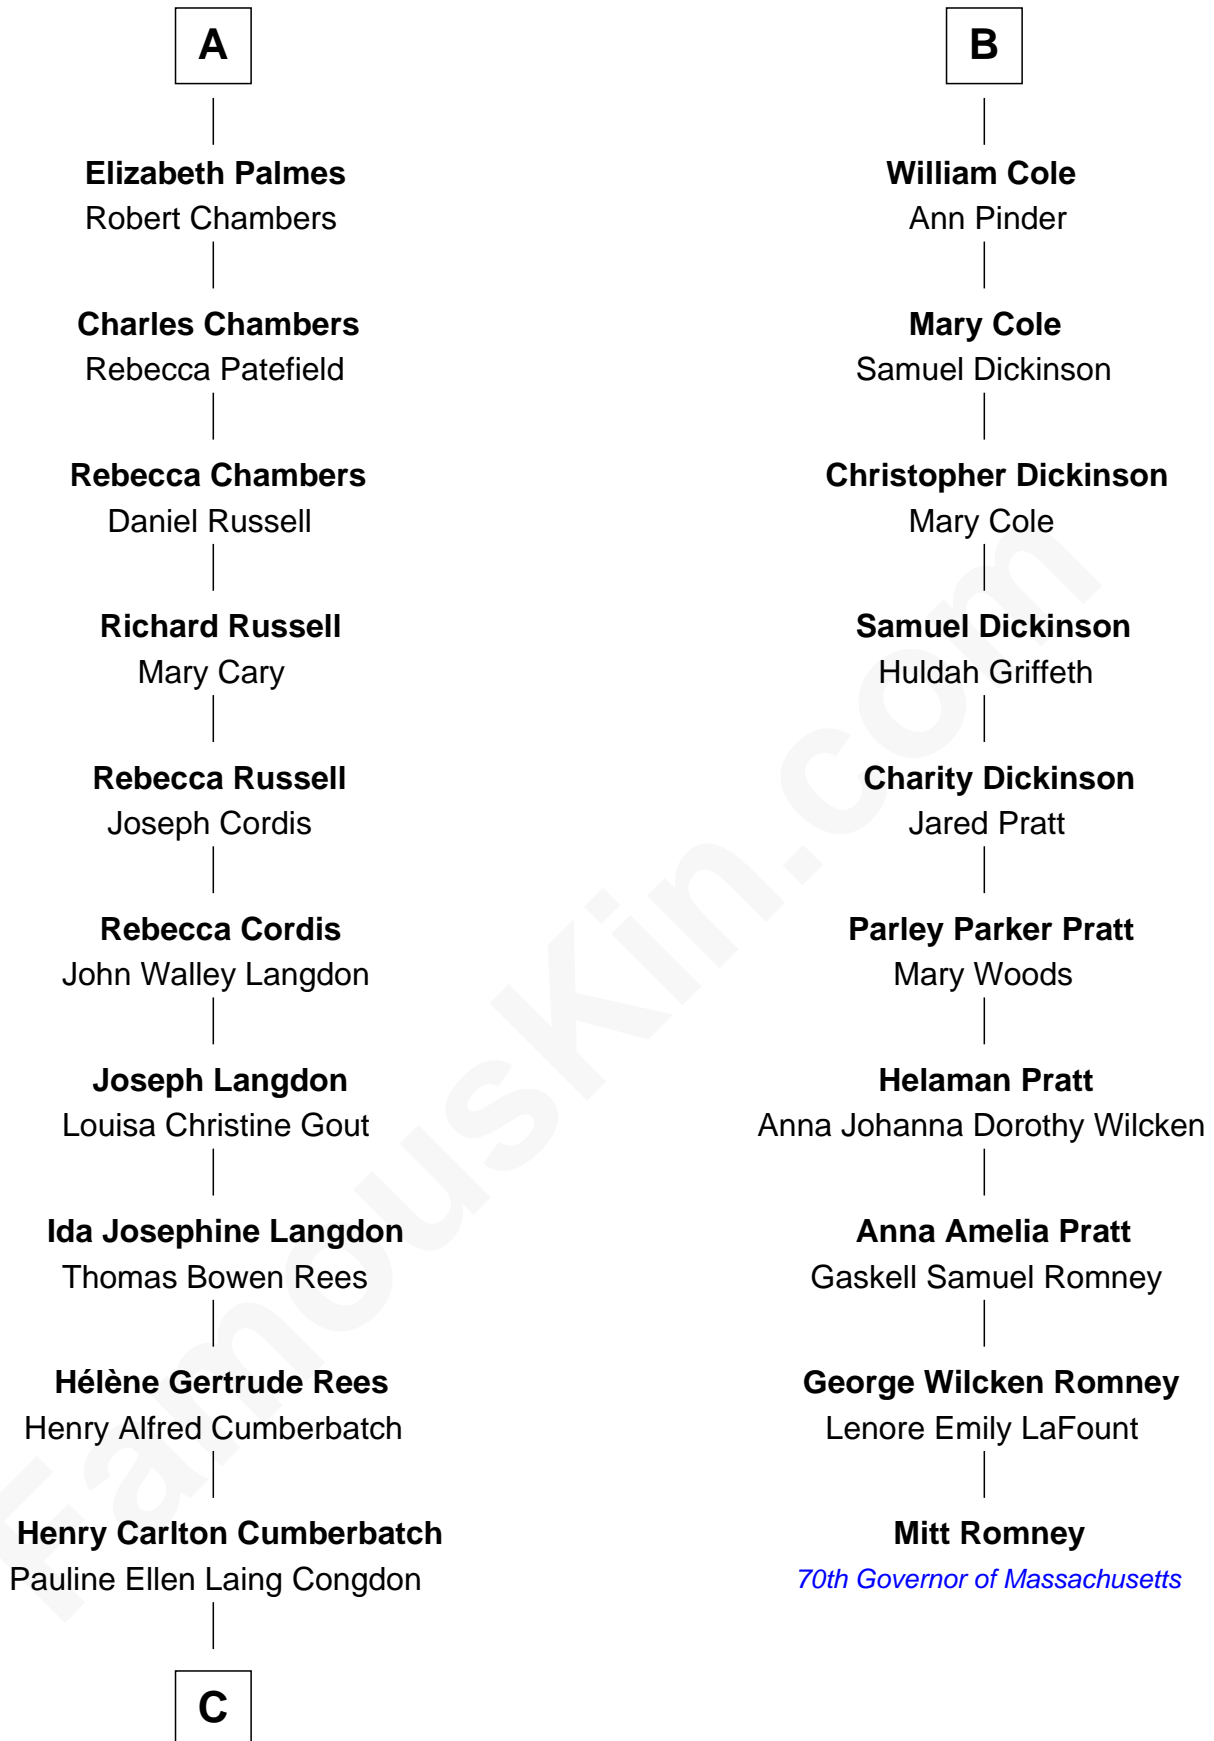 A
Elizabeth Palmes
Robert Chambers
Charles Chambers
Rebecca Patefield
Rebecca Chambers
Daniel Russell
Richard Russell
Mary Cary
Rebecca Russell
Joseph Cordis
Rebecca Cordis
John Walley Langdon
Joseph Langdon
Louisa Christine Gout
Ida Josephine Langdon
Thomas Bowen Rees
Hélène Gertrude Rees
Henry Alfred Cumberbatch
Henry Carlton Cumberbatch
Pauline Ellen Laing Congdon
C
B
William Cole
Ann Pinder
Mary Cole
Samuel Dickinson
Christopher Dickinson
Mary Cole
Samuel Dickinson
Huldah Griffeth
Charity Dickinson
Jared Pratt
Parley Parker Pratt
Mary Woods
Helaman Pratt
Anna Johanna Dorothy Wilcken
Anna Amelia Pratt
Gaskell Samuel Romney
George Wilcken Romney
Lenore Emily LaFount
Mitt Romney
70th Governor of Massachusetts
FamousKin.com